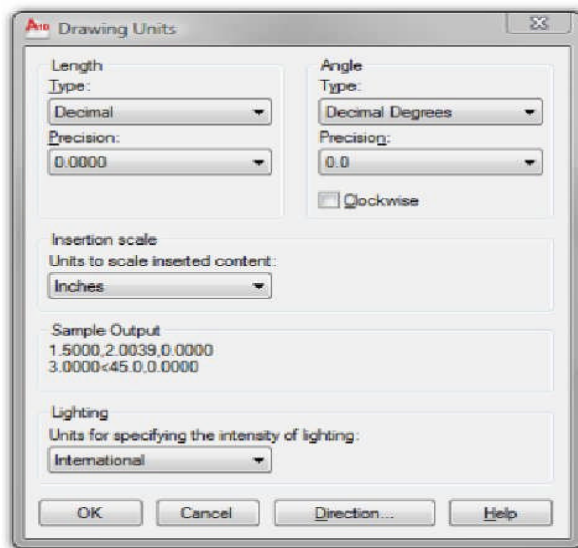 A10 Drawing Units
Length
Type:
Decimal
Precision:
0.0000
Angle
Type:
Decimal Degrees
Precision:
0.0
Clockwise
Insertion scale
Units to scale inserted content:
Inches
Sample Output
1.5000,2.0039,0.0000
3.0000<45.0,0.0000
Lighting
Units for specifying the intensity of lighting:
International
OK Cancel Direction... Help